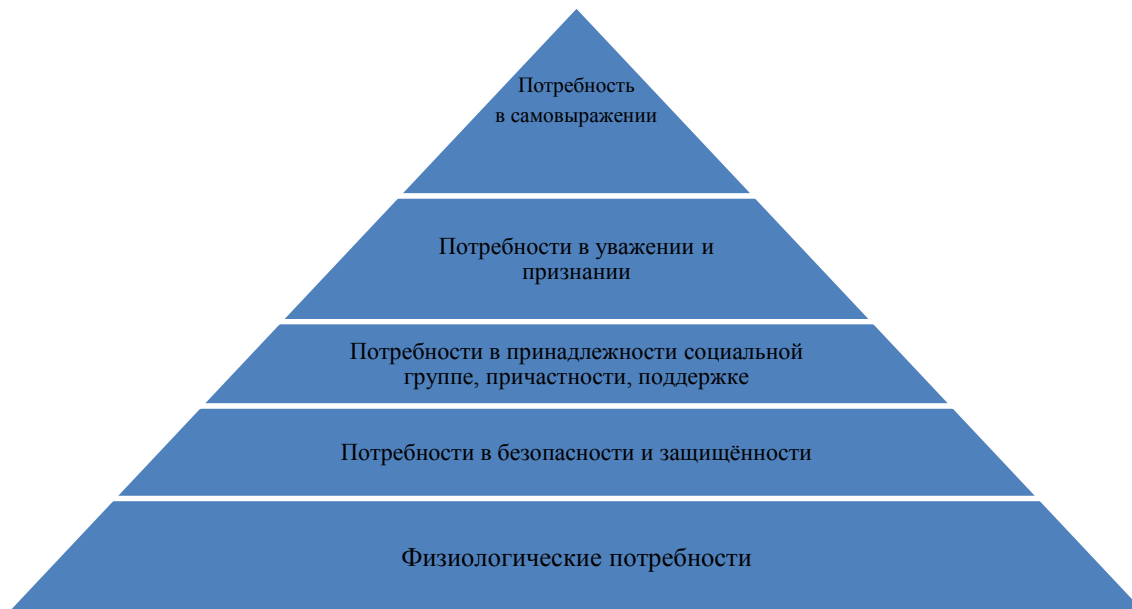 Потребность
в самовыражении
Потребности в уважении и
признании
Потребности в принадлежности социальной
группе, причастности, поддержке
Потребности в безопасности и защищённости
Физиологические потребности